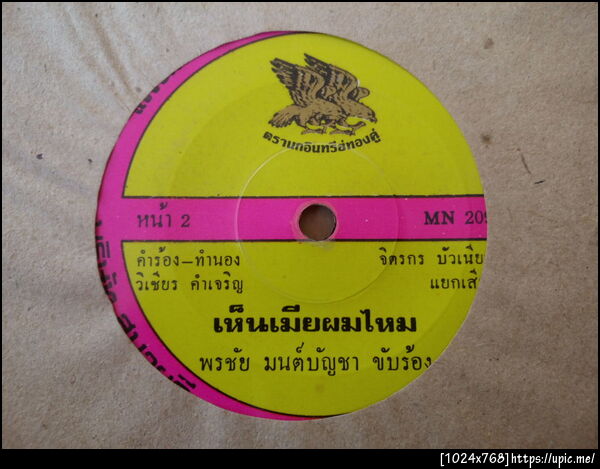 ตรานกอินทรีย์ทองคู่
หน้า 2
MN 20
คำร้อง-ทำนอง
วิเชียร คำเจริญ
จิตรกร บัวเนีย
แยกเสี
เห็นเมียผมไหม
พรชัย มนต์บัญชา ขับร้อง
[1024x768]https://upic.me/